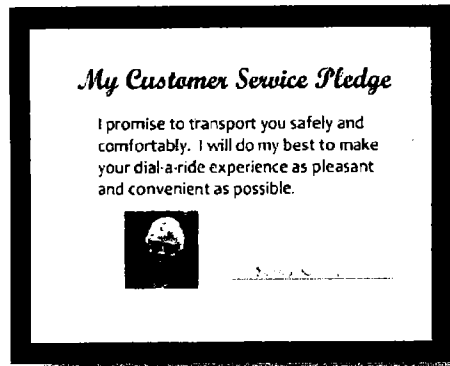 My Customer Service Pledge
I promise to transport you safely and
comfortably. I will do my best to make
your dial-a-ride experience as pleasant
and convenient as possible.